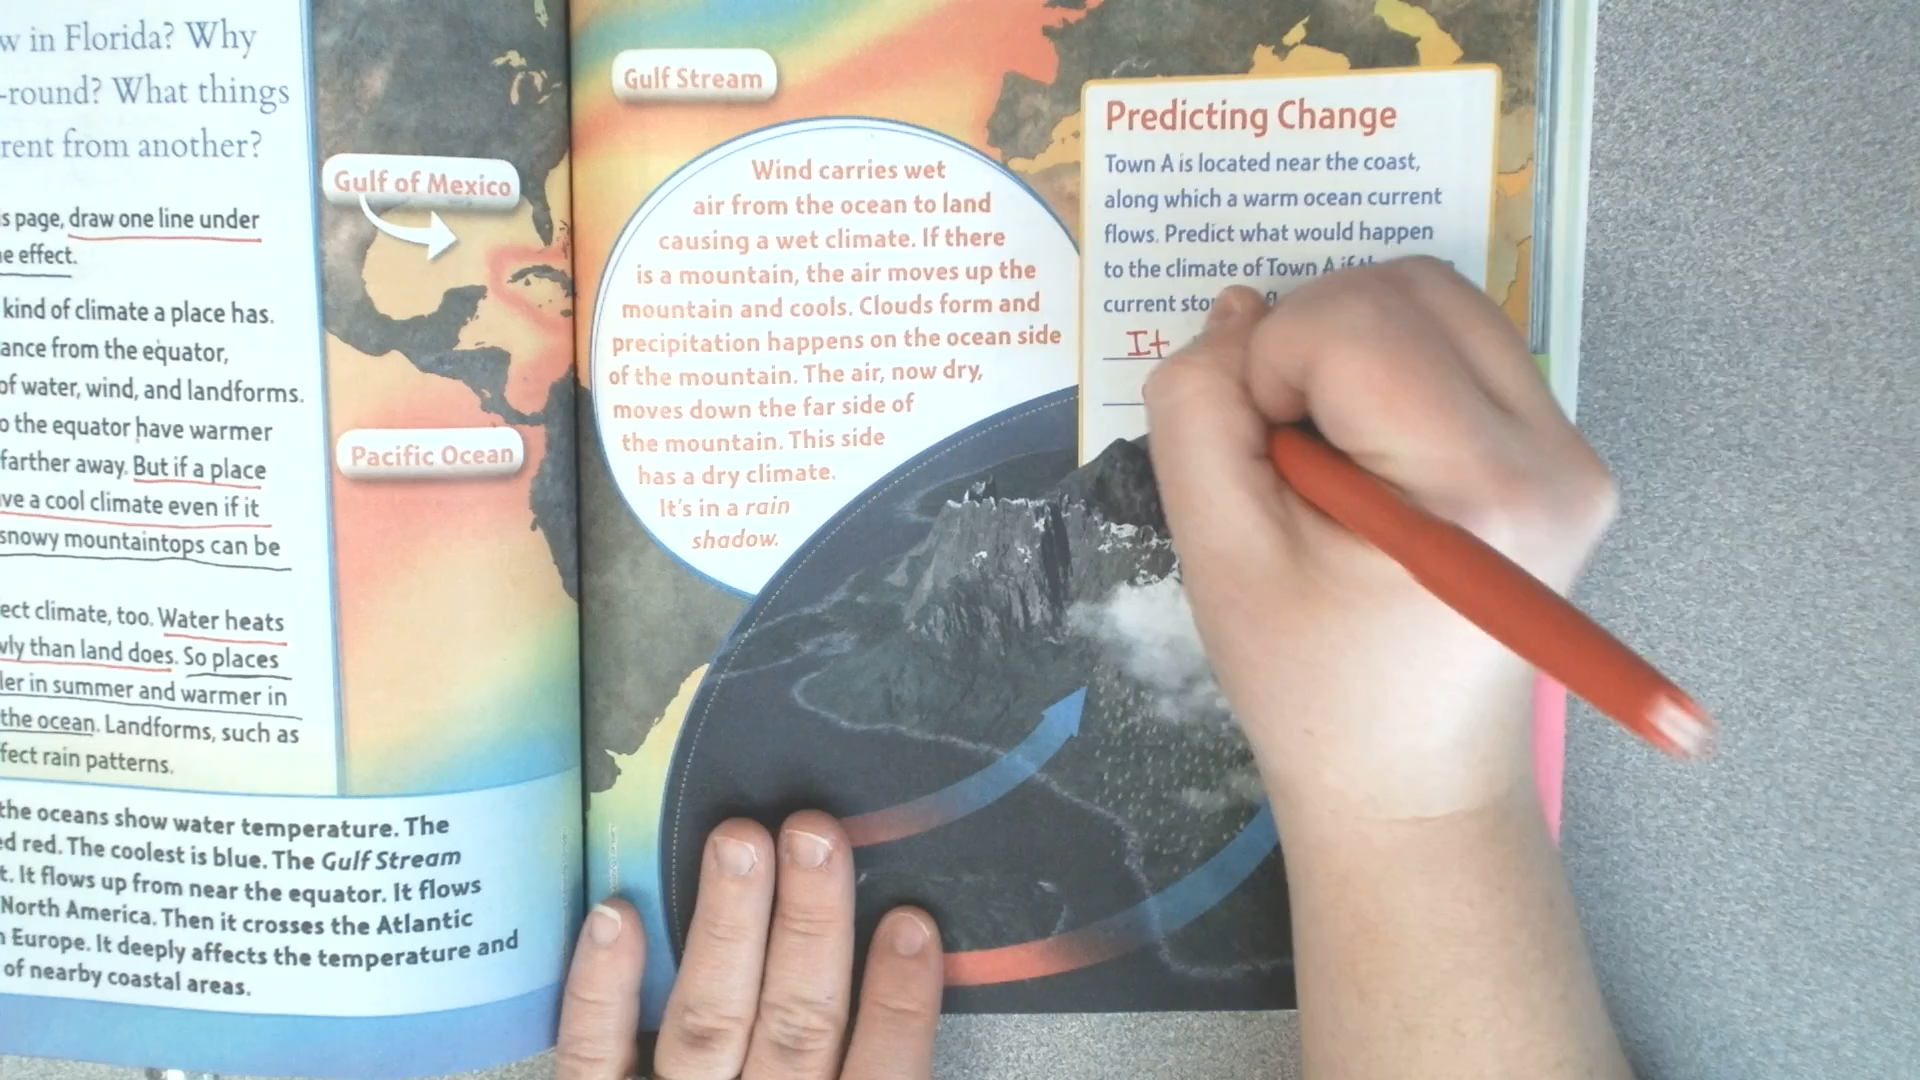 w in Florida? Why
-round? What things
rent from another?
s page, draw one line under
e effect.
kind of climate a place has.
ance from the equator,
of water, wind, and landforms.
o the equator have warmer
farther away. But if a place
ve a cool climate even if it
snowy mountaintops can be
ect climate, too. Water heats
wly than land does. So places
ler in summer and warmer in
the ocean. Landforms, such as
fect rain patterns.
the oceans show water temperature. The
ed red. The coolest is blue. The Gulf Stream
t. It flows up from near the equator. It flows
North America. Then it crosses the Atlantic
n Europe. It deeply affects the temperature and
of nearby coastal areas.
Gulf of Mexico
Pacific Ocean
Gulf Stream
Wind carries wet
air from the ocean to land
causing a wet climate. If there
is a mountain, the air moves up the
mountain and cools. Clouds form and
precipitation happens on the ocean side
of the mountain. The air, now dry,
moves down the far side of
the mountain. This side
has a dry climate.
It's in a rain
shadow.
Predicting Change
Town A is located near the coast,
along which a warm ocean current
flows. Predict what would happen
to the climate of Town A if
current
It